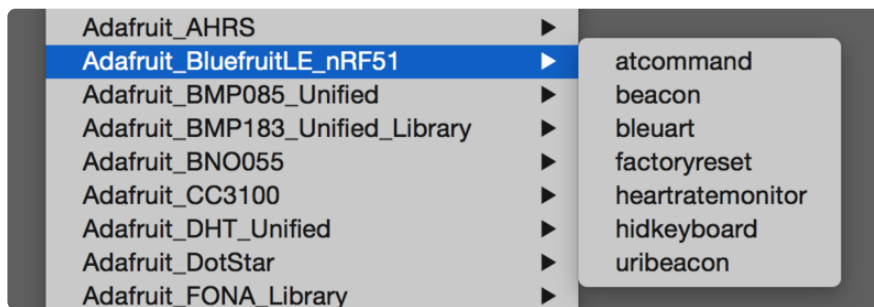 Adafruit_AHRS
Adafruit_BluefruitLE_nRF51
Adafruit_BMP085_Unified
Adafruit_BMP183_Unified_Library
Adafruit_BNO055
Adafruit_CC3100
Adafruit_DHT_Unified
Adafruit_DotStar
Adafruit_FONA_Library
atcommand
beacon
bleuart
factoryreset
heartratemonitor
hidkeyboard
uribeacon